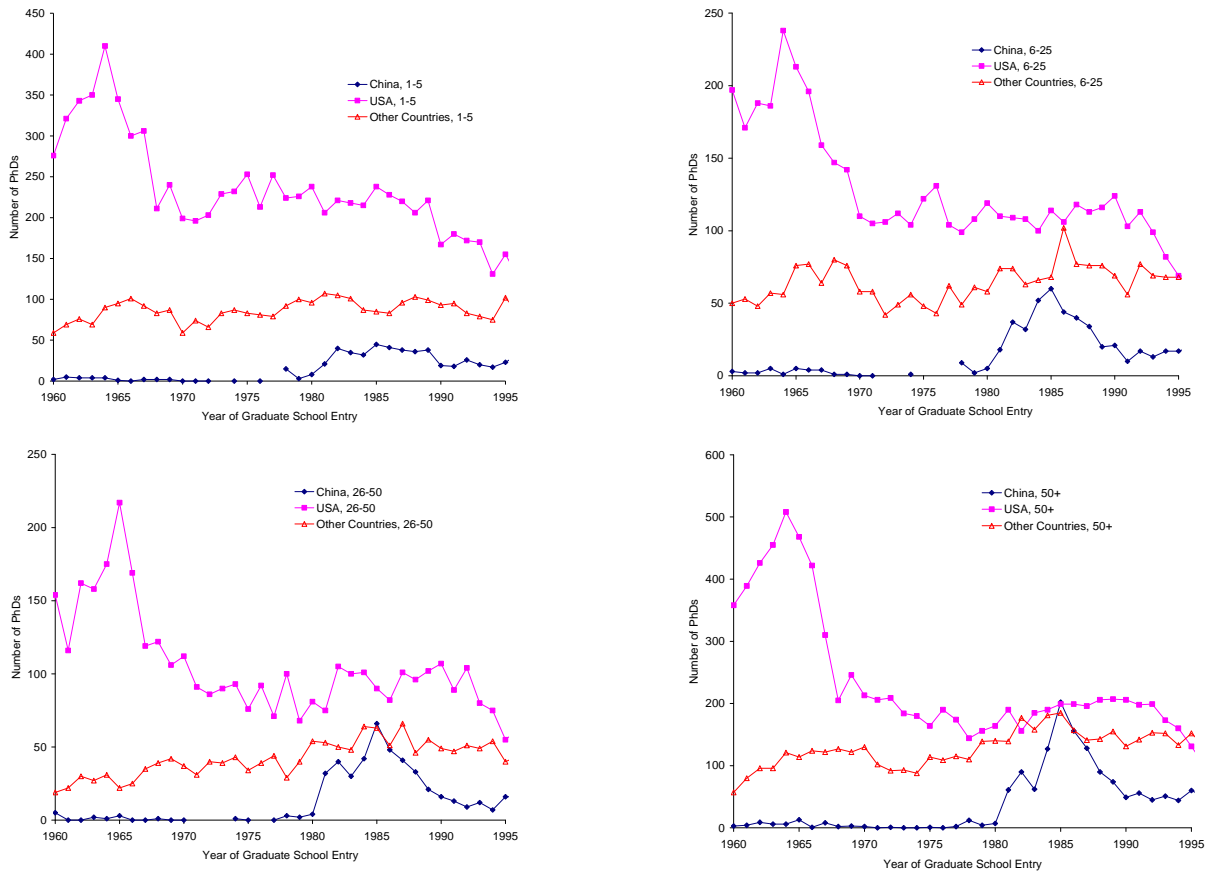 450
400
350
300
250
200
150
100
50
0
Number of PhDs
China, 1-5
USA, 1-5
Other Countries, 1-5
1960 1965 1970 1975 1980 1985 1990 1995
Year of Graduate School Entry
250
200
150
100
50
0
Number of PhDs
China, 6-25
USA, 6-25
Other Countries, 6-25
1960 1965 1970 1975 1980 1985 1990 1995
Year of Graduate School Entry
250
200
150
100
50
0
Number of PhDs
China, 26-50
USA, 26-50
Other Countries, 26-50
1960 1965 1970 1975 1980 1985 1990 1995
Year of Graduate School Entry
600
500
400
300
200
100
0
Number of PhDs
China, 50+
USA, 50+
Other Countries, 50+
1960 1965 1970 1975 1980 1985 1990 1995
Year of Graduate School Entry